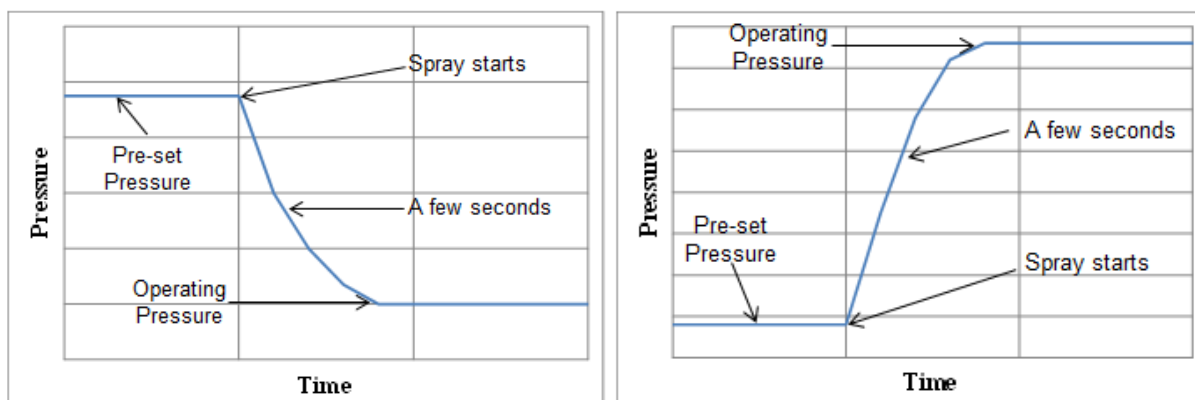 Spray starts
Pre-set
Pressure
A few seconds
Operating
Pressure
Pressure
Time
Operating
Pressure
A few seconds
Pre-set
Pressure
Spray starts
Pressure
Time